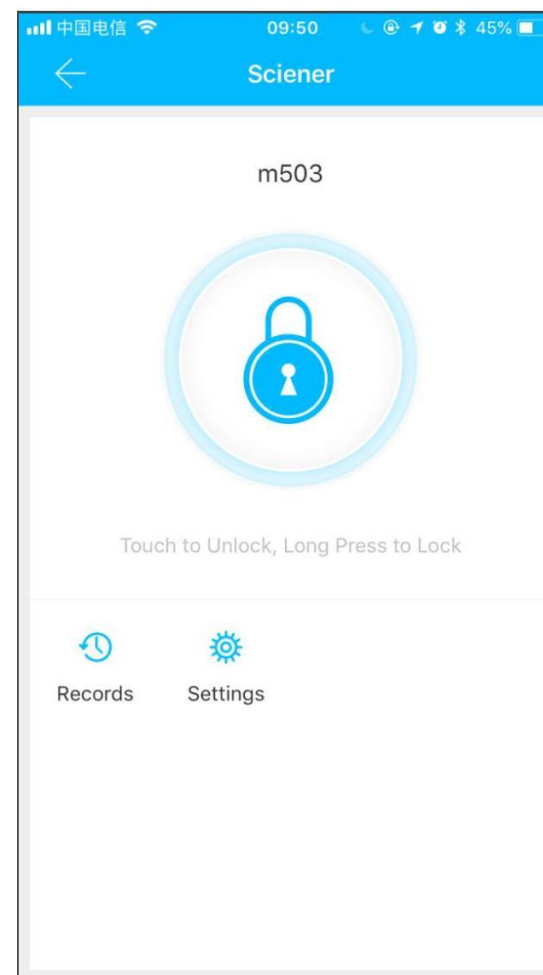 中国电信 09:50 45%
Sciener
m503
Touch to Unlock, Long Press to Lock
Records Settings